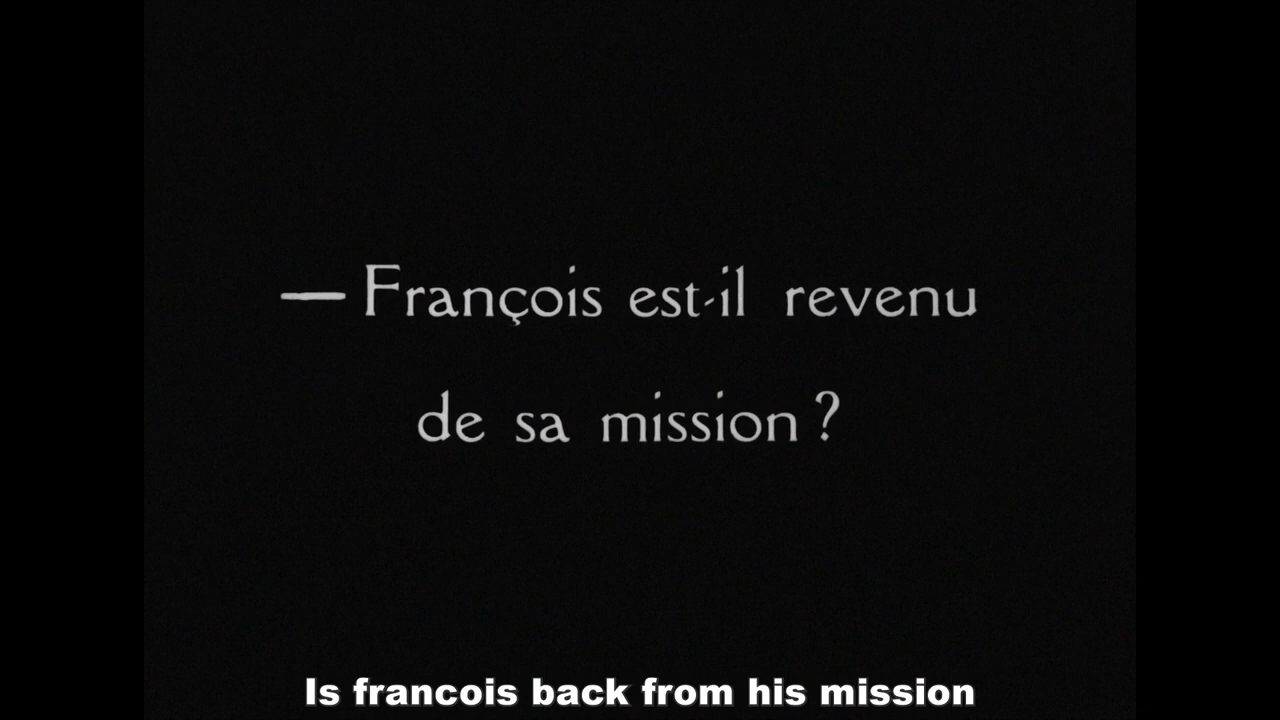 — François est-il revenu
de sa mission ?
Is francois back from his mission